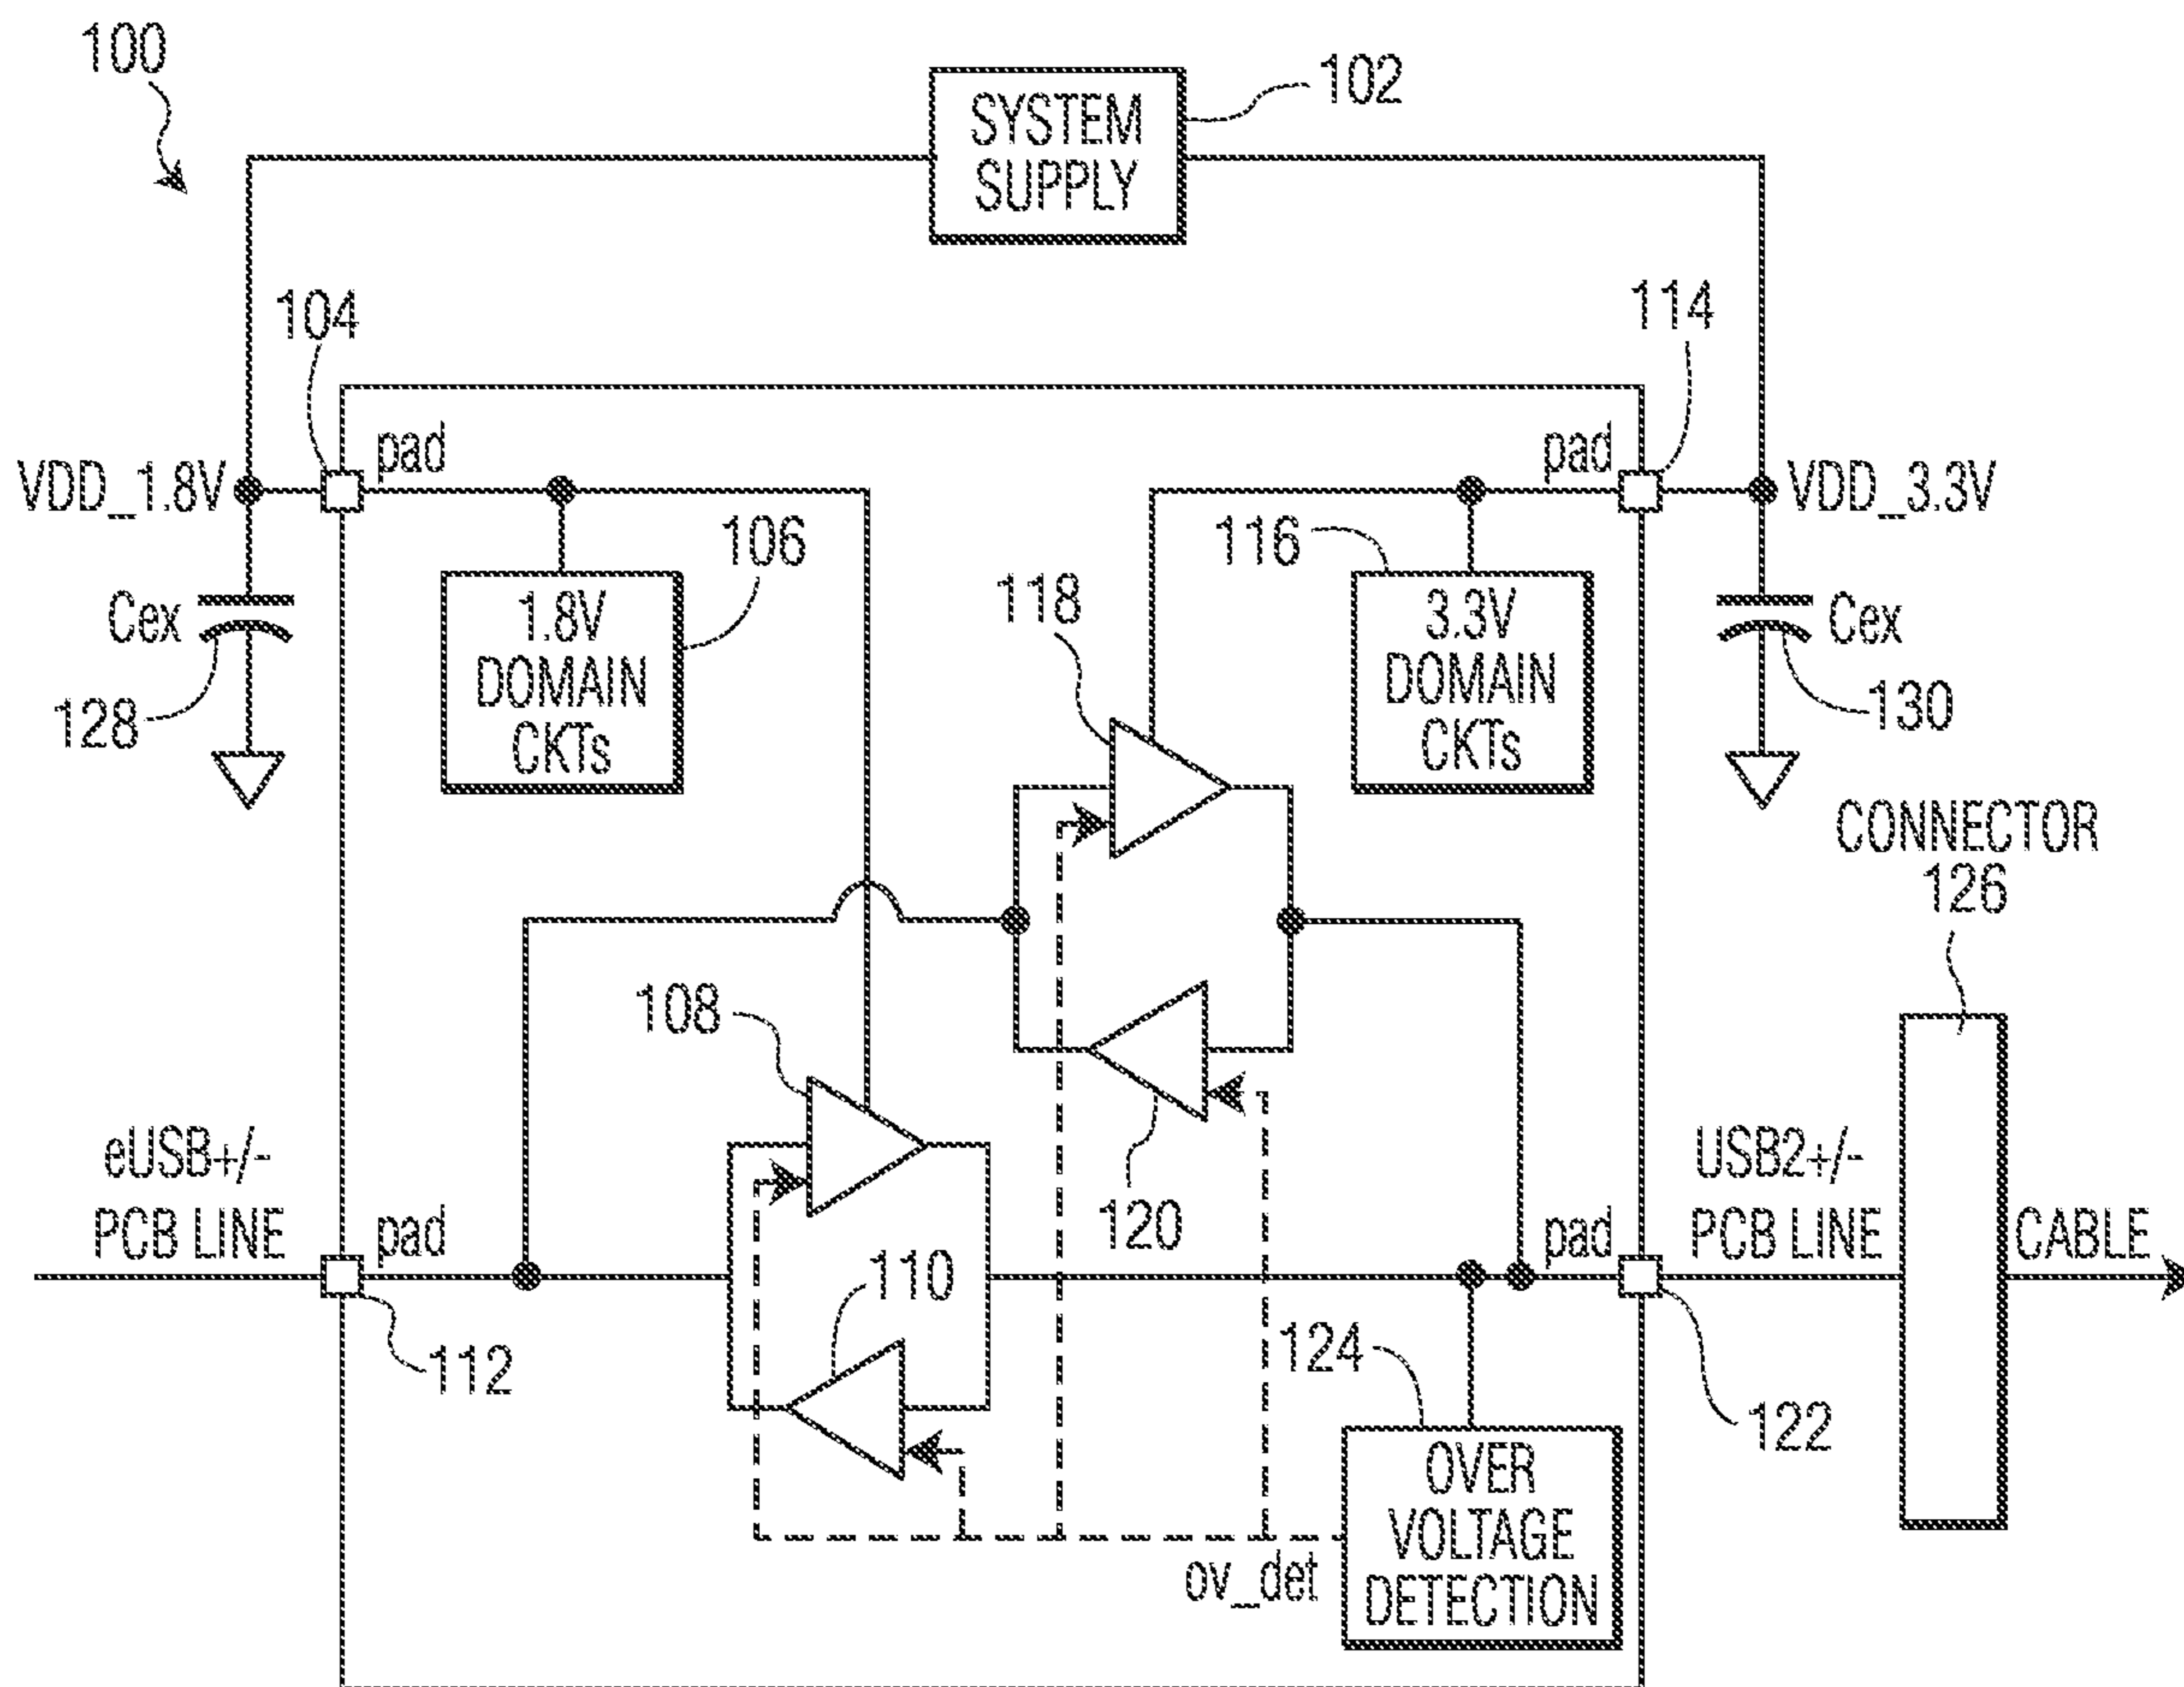 100
SYSTEM
SUPPLY
102
104
114
pad
pad
VDD_1.8V
VDD_3.3V
106
116
118
1.8V
DOMAIN
CKTs
3.3V
DOMAIN
CKTs
Cex
Cex
128
130
CONNECTOR
126
108
120
eUSB+/-
PCB LINE
pad
112
110
pad
USB2+/-
PCB LINE
CABLE
124
122
OVER
VOLTAGE
DETECTION
ov_det